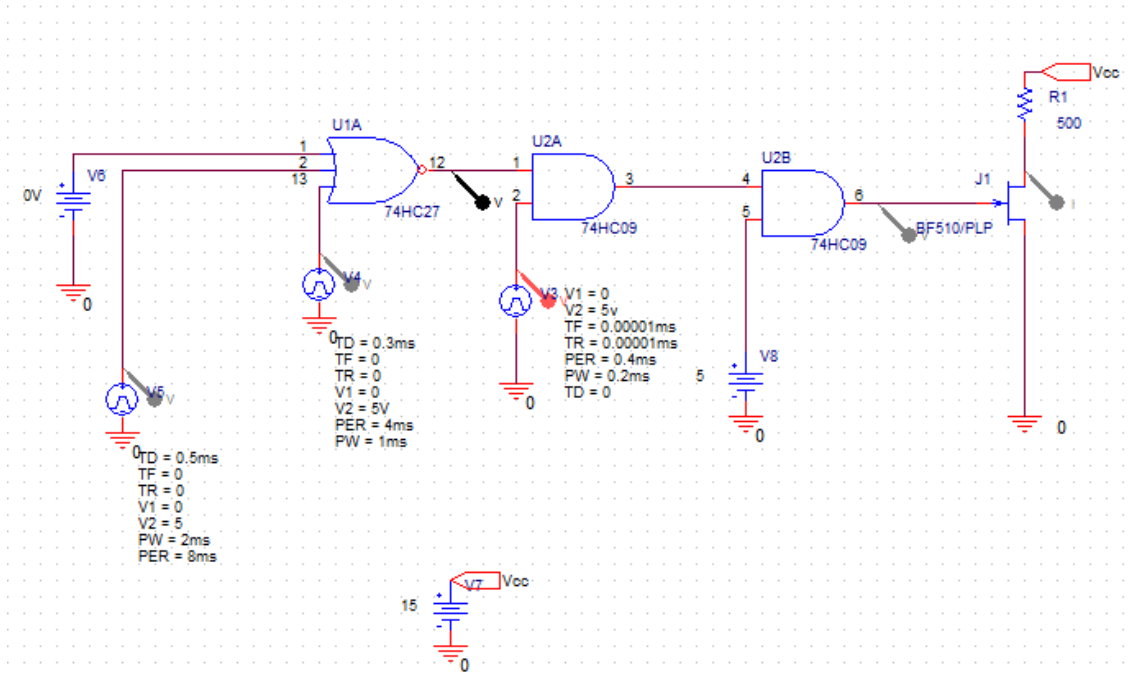 Vcc
R1
500
U1A
1
2
13
12
74HC27
V
U2A
1
2
3
74HC09
U2B
4
5
6
74HC09
V
J1
BF510/PLP
I
V6
0V
0
V4
V
0
TD = 0.3ms
TF = 0
TR = 0
V1 = 0
V2 = 5V
PER = 4ms
PW = 1ms
V3
V
V1 = 0
V2 = 5v
TF = 0.00001ms
TR = 0.00001ms
PER = 0.4ms
PW = 0.2ms
TD = 0
0
V8
5
0
0
V5
V
0
TD = 0.5ms
TF = 0
TR = 0
V1 = 0
V2 = 5
PW = 2ms
PER = 8ms
Vcc
V7
15
0